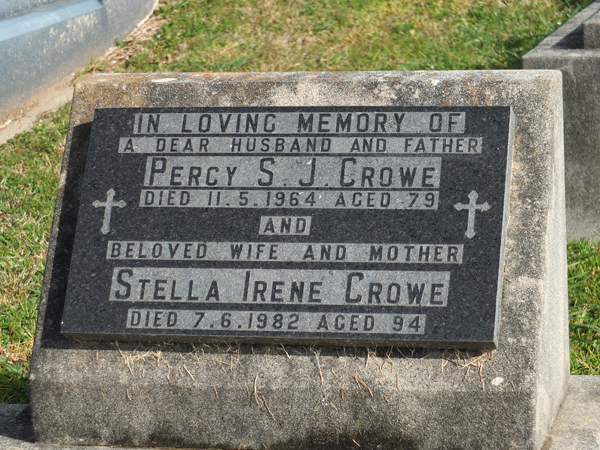 IN LOVING MEMORY OF
A DEAR HUSBAND AND FATHER
PERCY S. J. CROWE
DIED 11.5.1964 AGED 79
AND
BELOVED WIFE AND MOTHER
STELLA IRENE CROWE
DIED 7.6.1982 AGED 94